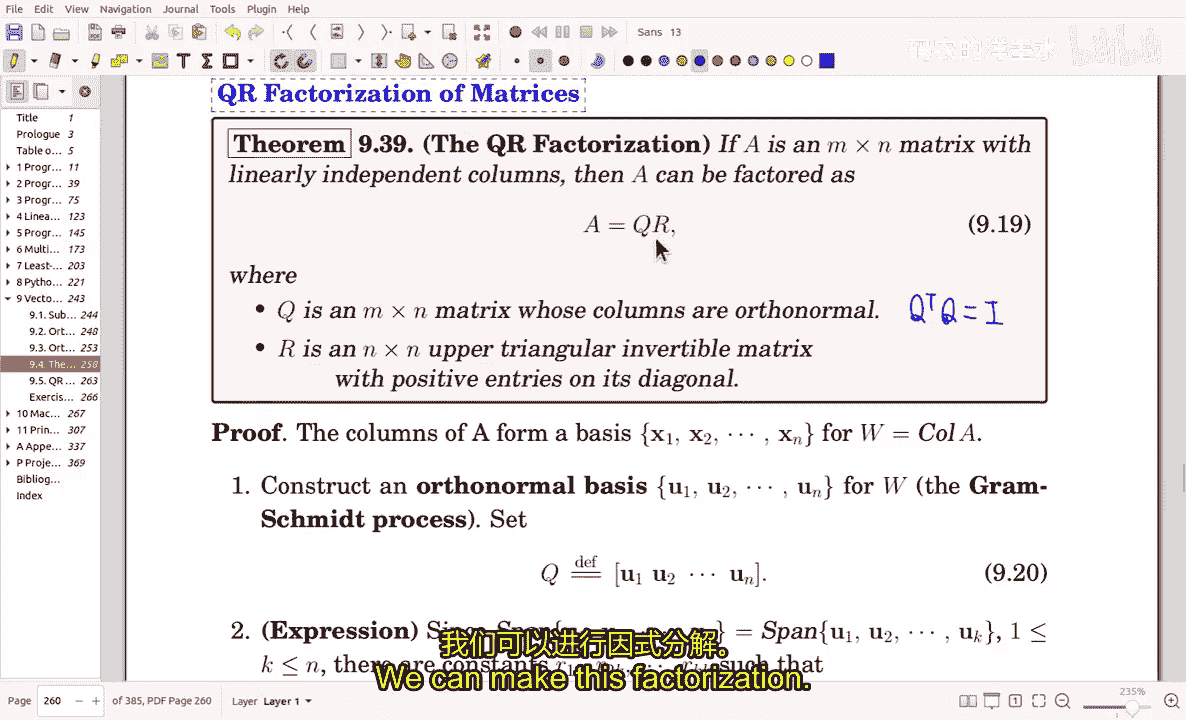 File Edit View Navigation Journal Tools Plugin Help
Sans 13
QR Factorization of Matrices
Theorem 9.39. (The QR Factorization) If A is an m × n matrix with
linearly independent columns, then A can be factored as
A = QR, (9.19)
where
• Q is an m × n matrix whose columns are orthonormal. QᵀQ = I
• R is an n × n upper triangular invertible matrix
with positive entries on its diagonal.
Proof. The columns of A form a basis {x₁, x₂, ⋯ , xₙ} for W = Col A.
1. Construct an orthonormal basis {u₁, u₂, ⋯ , uₙ} for W (the Gram-
Schmidt process). Set
Q def== [u₁ u₂ ⋯ uₙ]. (9.20)
2. (Expression) Since = Span{u₁, u₂, ⋯ , uₖ}, 1 ≤
k ≤ n, there are constants such that
我们可以进行因式分解。
We can make this factorization.
Title 1
Prologue 3
Table o... 5
1 Progr... 11
2 Progr... 39
3 Progr... 75
4 Linea... 123
5 Progr... 145
6 Multi... 173
7 Least-... 203
8 Pytho... 221
9 Vecto... 243
9.1. Sub... 244
9.2. Ort... 248
9.3. Ort... 253
9.4. The... 258
9.5. QR ... 263
Exercis... 266
10 Mac... 267
11 Prin... 307
A Appe... 337
P Proje... 369
Bibliog...
Index
Page 260 of 385, PDF Page 260 Layer Layer 1 235%